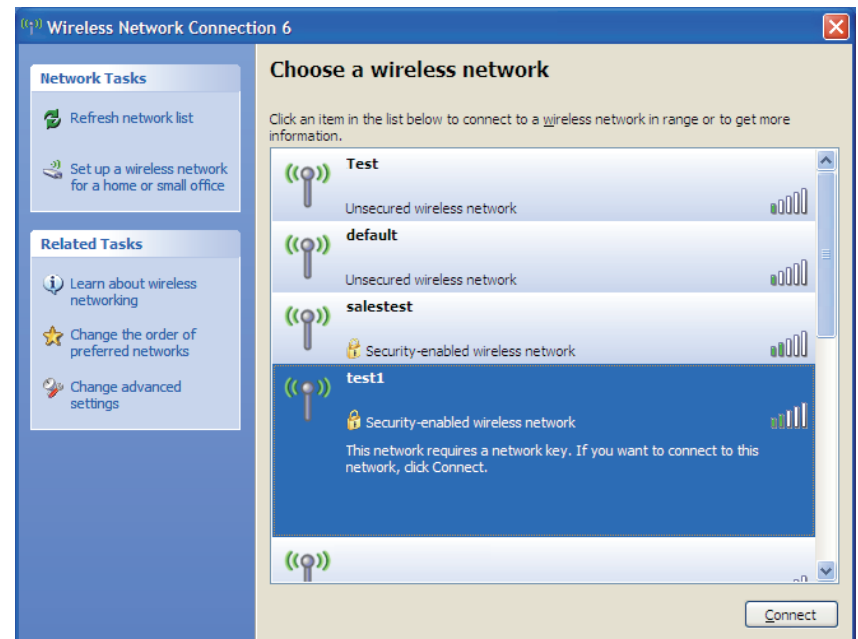 Wireless Network Connection 6
Network Tasks
Refresh network list
Set up a wireless network
for a home or small office
Related Tasks
Learn about wireless
networking
Change the order of
preferred networks
Change advanced
settings
Choose a wireless network
Click an item in the list below to connect to a wireless network in range or to get more
information.
Test
Unsecured wireless network
default
Unsecured wireless network
salestest
Security-enabled wireless network
test1
Security-enabled wireless network
This network requires a network key. If you want to connect to this
network, click Connect.
Connect